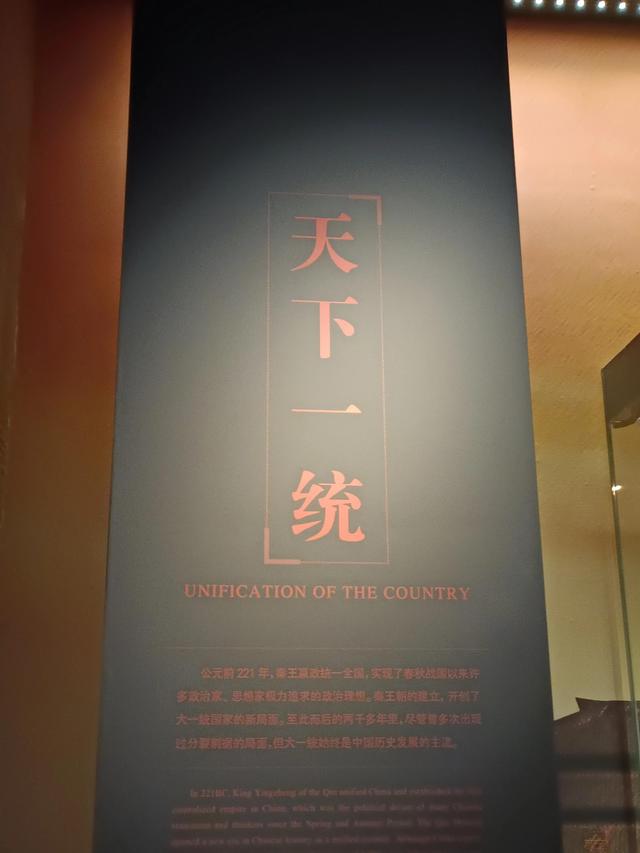 天下一统
UNIFICATION OF THE COUNTRY
公元前221年，秦王嬴政统一全国，实现了春秋战国以来许
多政治家、思想家极力追求的政治理想。秦王朝的建立，开创了
大一统国家的新局面。至此而后的两千多年里，尽管曾多次出现
过分裂割据的局面，但大一统始终是中国历史发展的主流。
In 221BC, King Yingzheng of the Qin unified China and established the first
centralized empire in China, which was the political dream of many Chinese
statesmen and thinkers since the Spring and Autumn Period. The Qin Dynasty
opened a new era in Chinese history as a unified country.